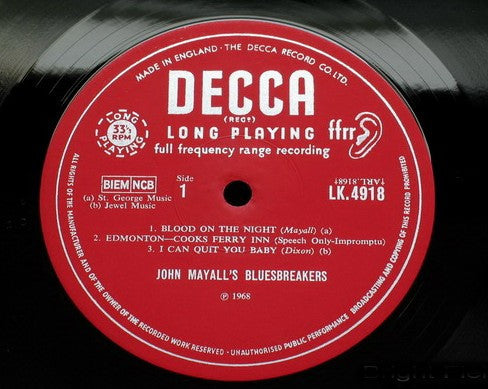 MADE IN ENGLAND · THE DECCA RECORD CO. LTD.
DECCA
(REGD)
LONG PLAYING
33⅓
RPM
LONG PLAYING ffrr
full frequency range recording
BIEM NCB
(a) St. George Music
(b) Jewel Music
Side
1
LK.4918
1. BLOOD ON THE NIGHT (Mayall) (a)
2. EDMONTON—COOKS FERRY INN (Speech Only-Impromptu)
3. I CAN QUIT YOU BABY (Dixon) (b)
JOHN MAYALL'S BLUESBREAKERS
℗ 1968
ALL RIGHTS OF THE MANUFACTURER AND OF THE OWNER OF THE RECORDED WORK RESERVED · UNAUTHORISED PUBLIC PERFORMANCE BROADCASTING AND COPYING OF THIS RECORD PROHIBITED